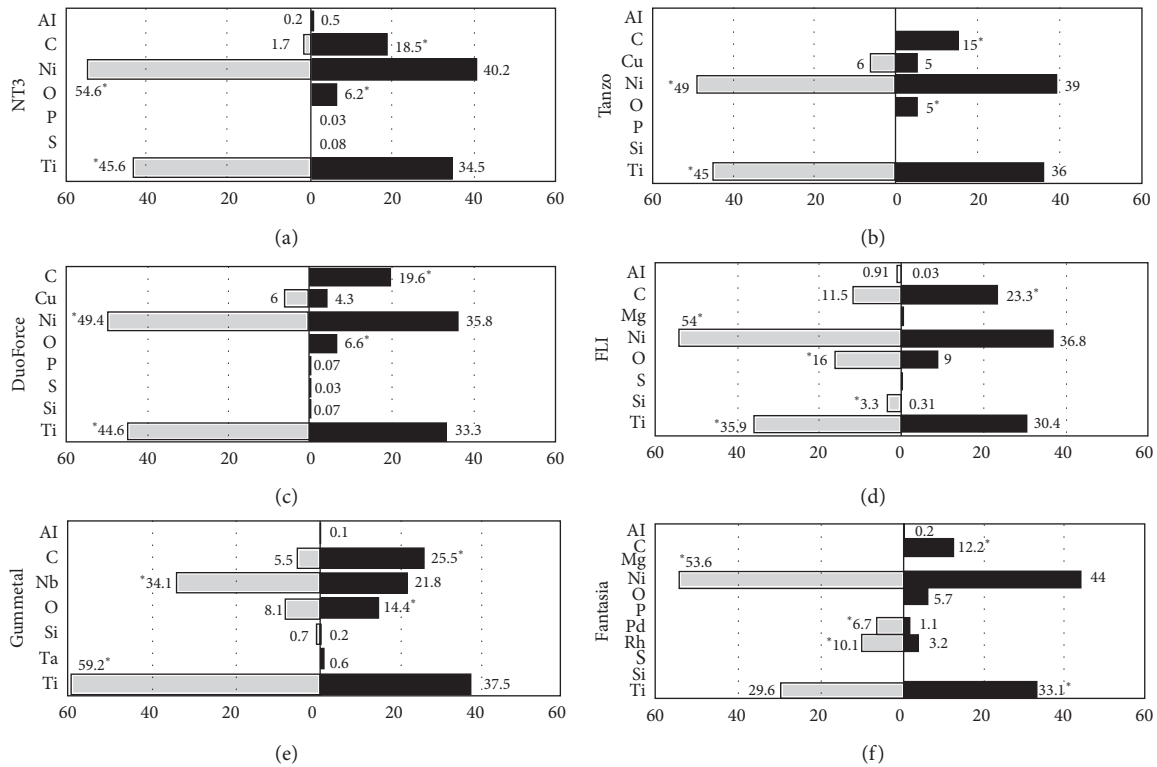 NT3
Al 0.2 0.5
C 1.7 18.5*
Ni 54.6* 40.2
O 6.2*
P 0.03
S 0.08
Ti *45.6 34.5
60 40 20 0 20 40 60
(a)
Tanzo
Al
C 15*
Cu 6 5
Ni *49 39
O 5*
P
Si
Ti *45 36
60 40 20 0 20 40 60
(b)
DuoForce
C 19.6*
Cu 6 4.3
Ni *49.4 35.8
O 6.6*
P 0.07
S 0.03
Si 0.07
Ti *44.6 33.3
60 40 20 0 20 40 60
(c)
FLI
Al 0.91 0.03
C 11.5 23.3*
Mg
Ni 54* 36.8
O *16 9
S
Si *3.3 0.31
Ti *35.9 30.4
60 40 20 0 20 40 60
(d)
Gummetal
Al 0.1
C 5.5 25.5*
Nb *34.1 21.8
O 8.1 14.4*
Si 0.7 0.2
Ta 0.6
Ti 59.2* 37.5
60 40 20 0 20 40 60
(e)
Fantasia
Al 0.2
C 12.2*
Mg
Ni *53.6 44
O 5.7
P
Pd *6.7 1.1
Rh *10.1 3.2
S
Si
Ti 29.6 33.1*
60 40 20 0 20 40 60
(f)